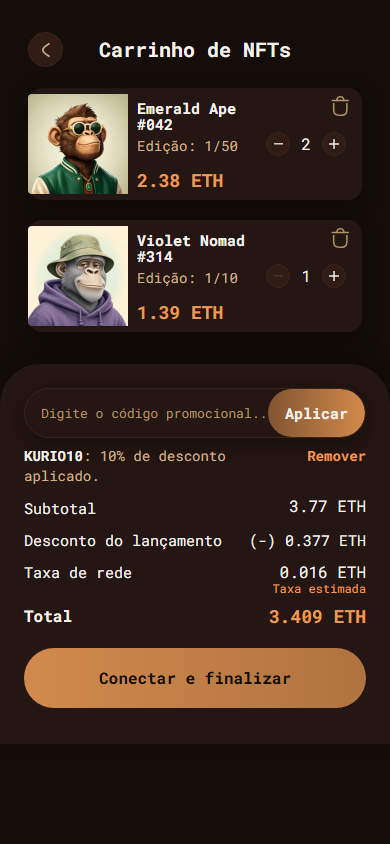 Carrinho de NFTs
Emerald Ape
#042
Edição: 1/50
2
2.38 ETH
Violet Nomad
#314
Edição: 1/10
1
1.39 ETH
Digite o código promocional..
Aplicar
KURIO10: 10% de desconto
aplicado.
Remover
Subtotal 3.77 ETH
Desconto do lançamento (-) 0.377 ETH
Taxa de rede 0.016 ETH
Taxa estimada
Total 3.409 ETH
Conectar e finalizar